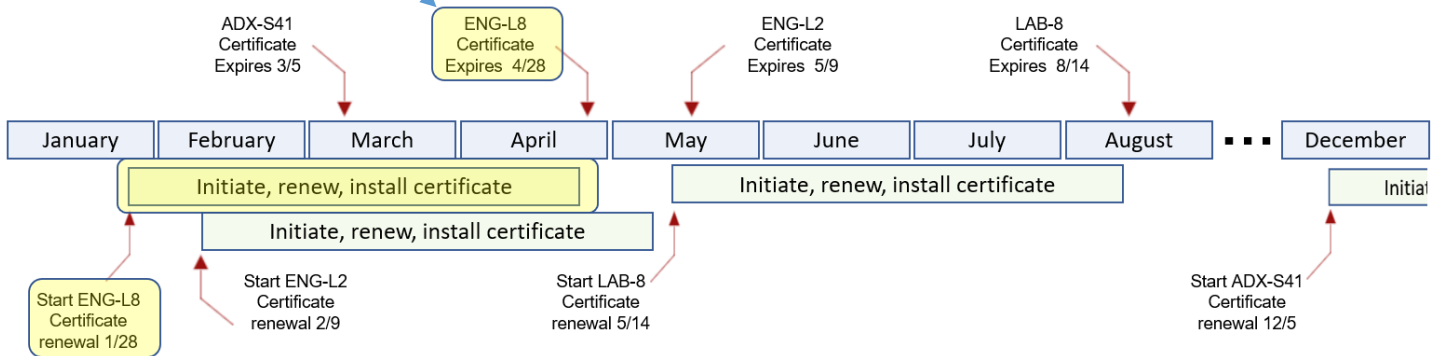 ADX-S41
Certificate
Expires 3/5
ENG-L8
Certificate
Expires 4/28
ENG-L2
Certificate
Expires 5/9
LAB-8
Certificate
Expires 8/14
January
February
March
April
May
June
July
August
December
Initiate, renew, install certificate
Initiate, renew, install certificate
Initiat
Initiate, renew, install certificate
Start ENG-L8
Certificate
renewal 1/28
Start ENG-L2
Certificate
renewal 2/9
Start LAB-8
Certificate
renewal 5/14
Start ADX-S41
Certificate
renewal 12/5